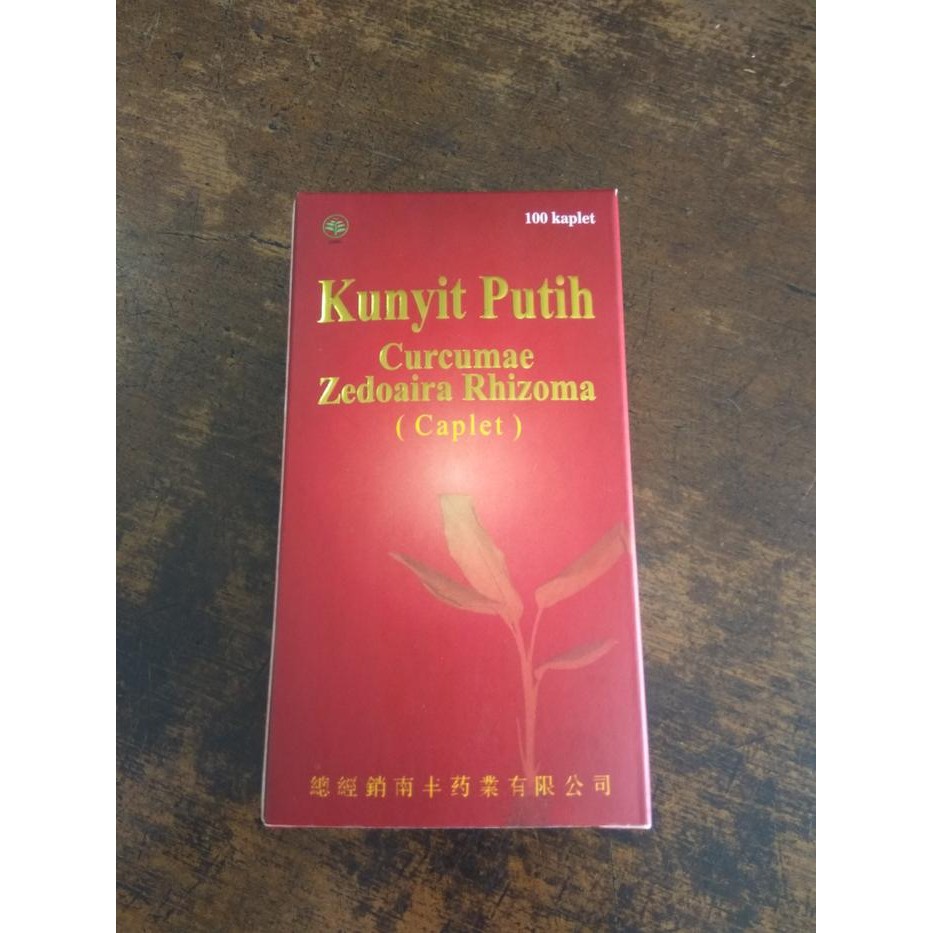 100 kaplet
Kunyit Putih
Curcumae
Zedoaira Rhizoma
( Caplet )
總經銷南丰药業有限公司